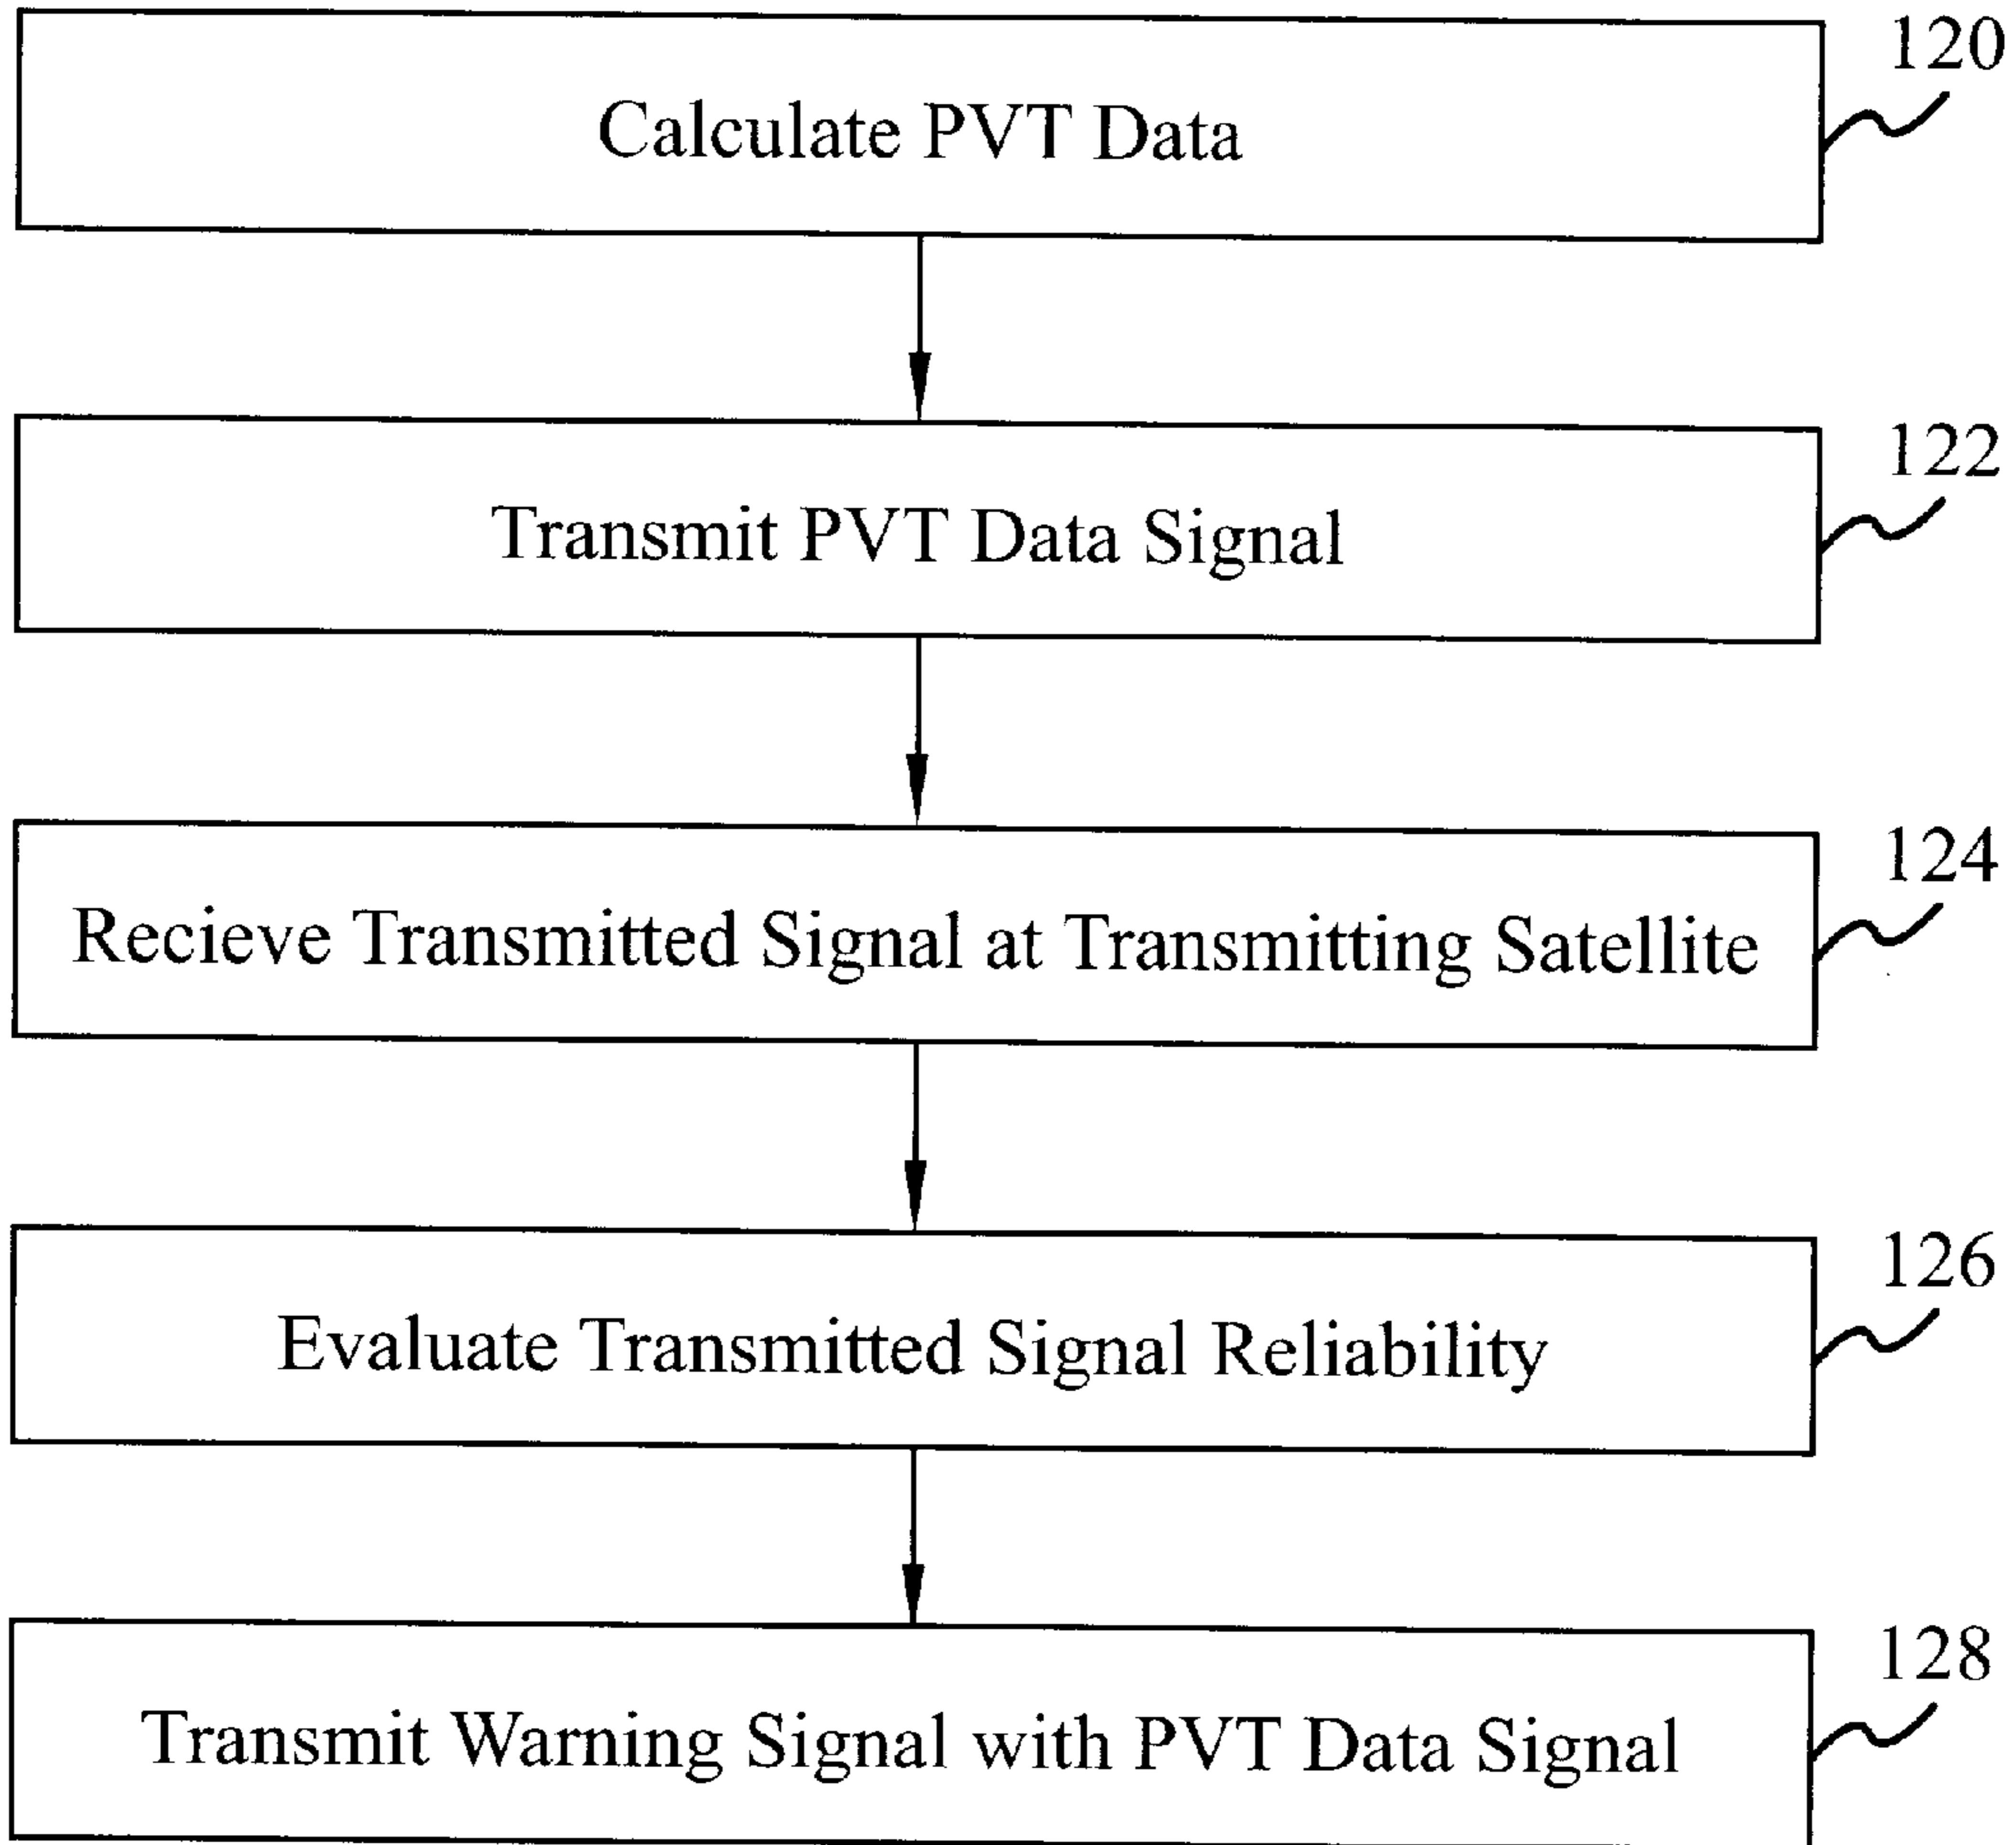 120
Calculate PVT Data
122
Transmit PVT Data Signal
124
Recieve Transmitted Signal at Transmitting Satellite
126
Evaluate Transmitted Signal Reliability
128
Transmit Warning Signal with PVT Data Signal